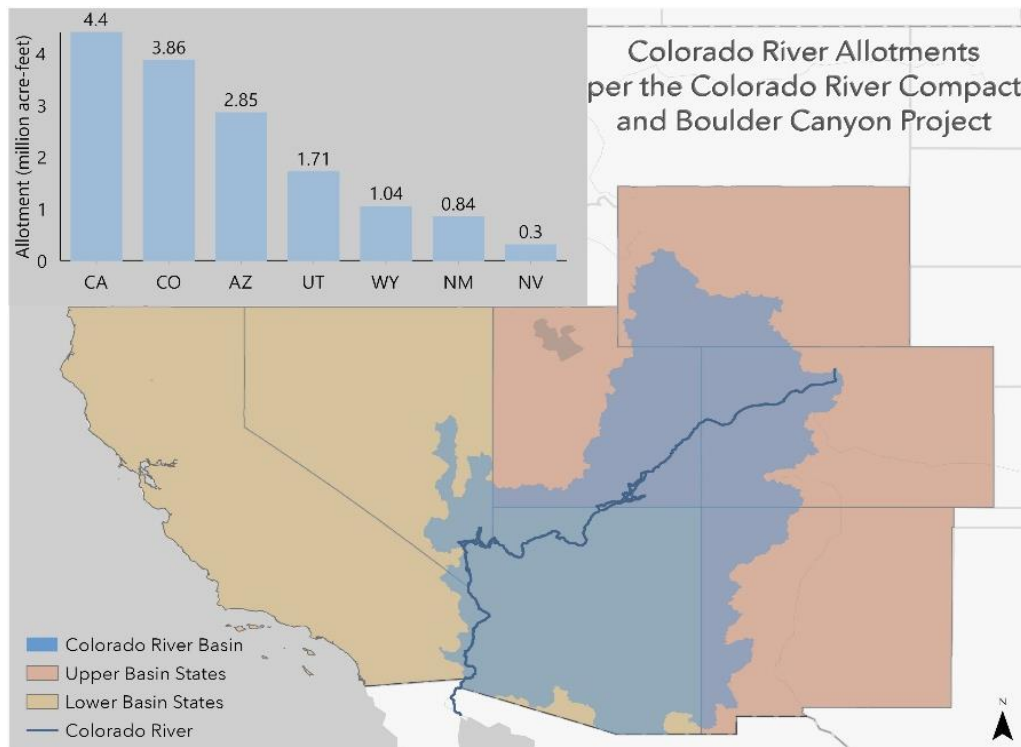 Colorado River Allotments
per the Colorado River Compact
and Boulder Canyon Project
Allotment (million acre-feet)
4
3
2
1
0
4.4
3.86
2.85
1.71
1.04
0.84
0.3
CA
CO
AZ
UT
WY
NM
NV
Colorado River Basin
Upper Basin States
Lower Basin States
Colorado River
N